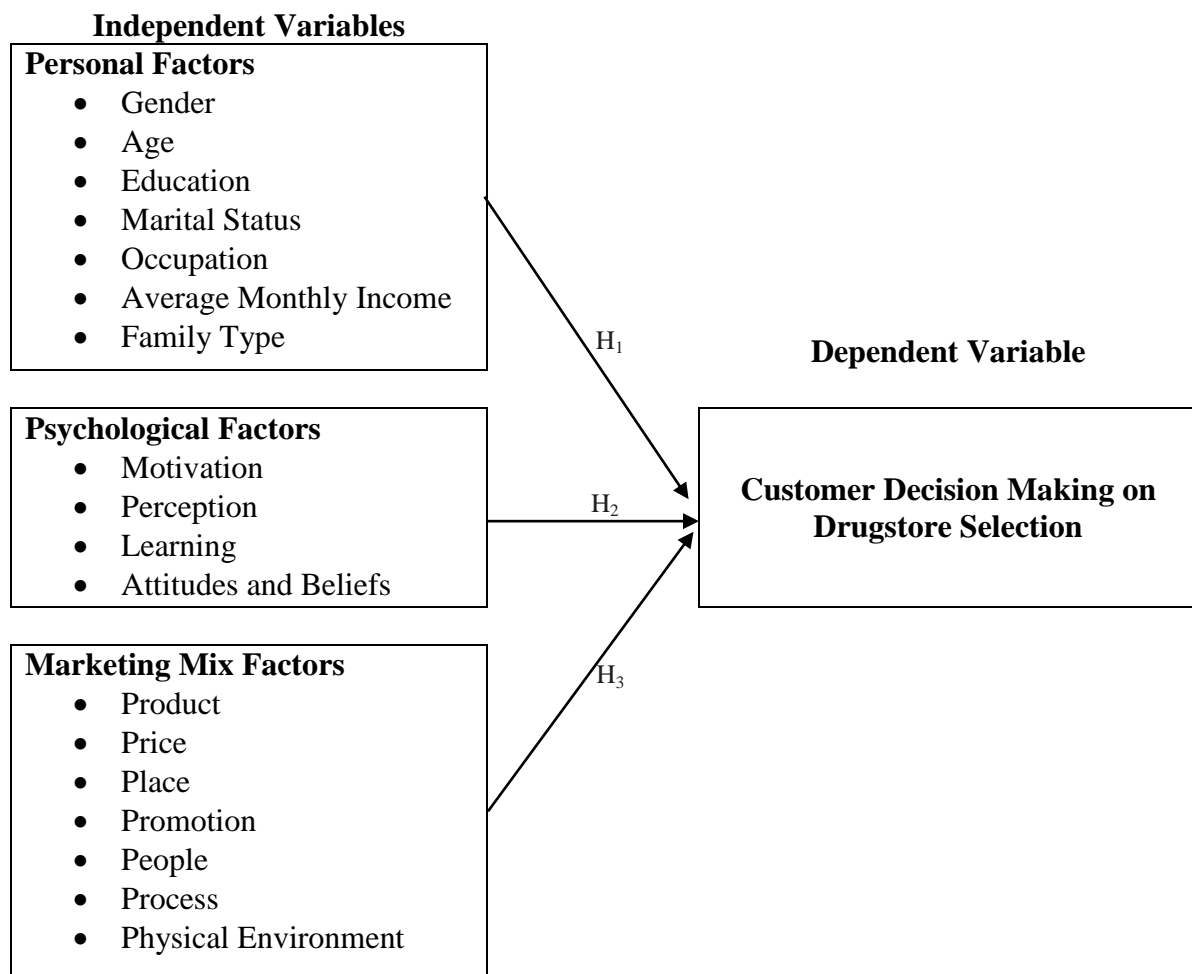 Independent Variables
Personal Factors
• Gender
• Age
• Education
• Marital Status
• Occupation
• Average Monthly Income
• Family Type
H₁
Dependent Variable
Psychological Factors
• Motivation
• Perception
• Learning
• Attitudes and Beliefs
H₂
Customer Decision Making on
Drugstore Selection
Marketing Mix Factors
• Product
• Price
• Place
• Promotion
• People
• Process
• Physical Environment
H₃